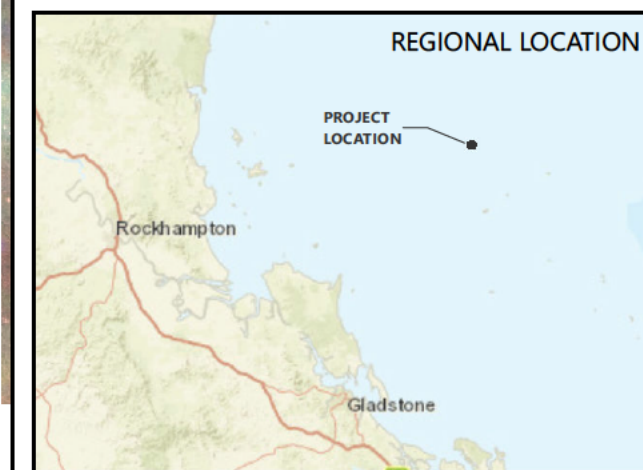 REGIONAL LOCATION
PROJECT
LOCATION
Rockhampton
Gladstone